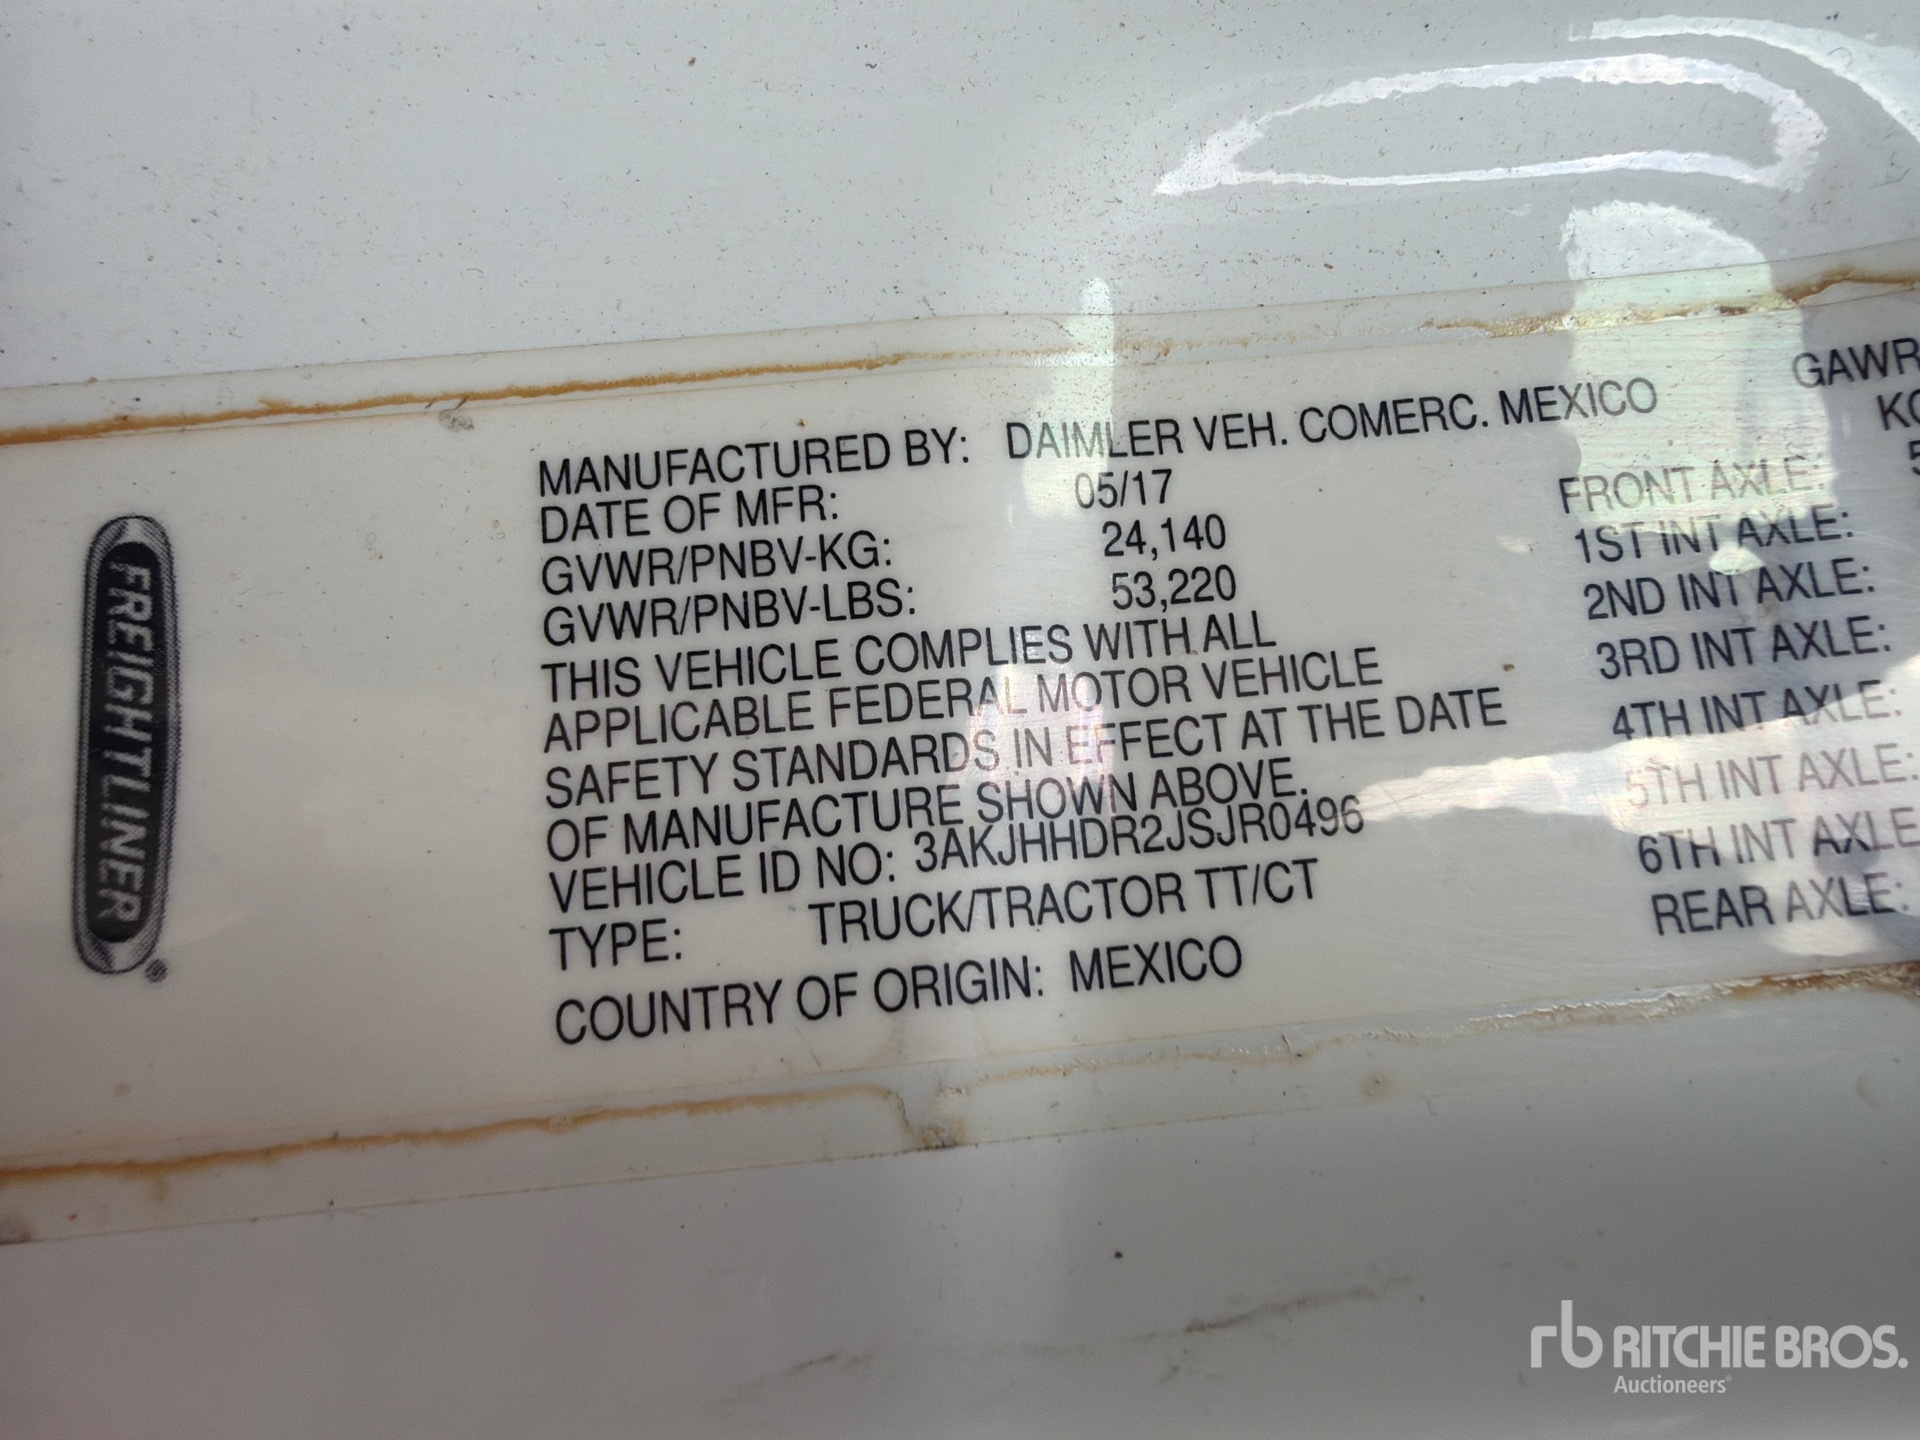 FREIGHTLINER®
MANUFACTURED BY: DAIMLER VEH. COMERC. MEXICO
DATE OF MFR: 05/17
GVWR/PNBV-KG: 24,140
GVWR/PNBV-LBS: 53,220
THIS VEHICLE COMPLIES WITH ALL
APPLICABLE FEDERAL MOTOR VEHICLE
SAFETY STANDARDS IN EFFECT AT THE DATE
OF MANUFACTURE SHOWN ABOVE.
VEHICLE ID NO: 3AKJHHDR2JSJR0496
TYPE: TRUCK/TRACTOR TT/CT
COUNTRY OF ORIGIN: MEXICO
GAWR
FRONT AXLE:
1ST INT AXLE:
2ND INT AXLE:
3RD INT AXLE:
4TH INT AXLE:
5TH INT AXLE:
6TH INT AXLE
REAR AXLE:
rb RITCHIE BROS.
Auctioneers